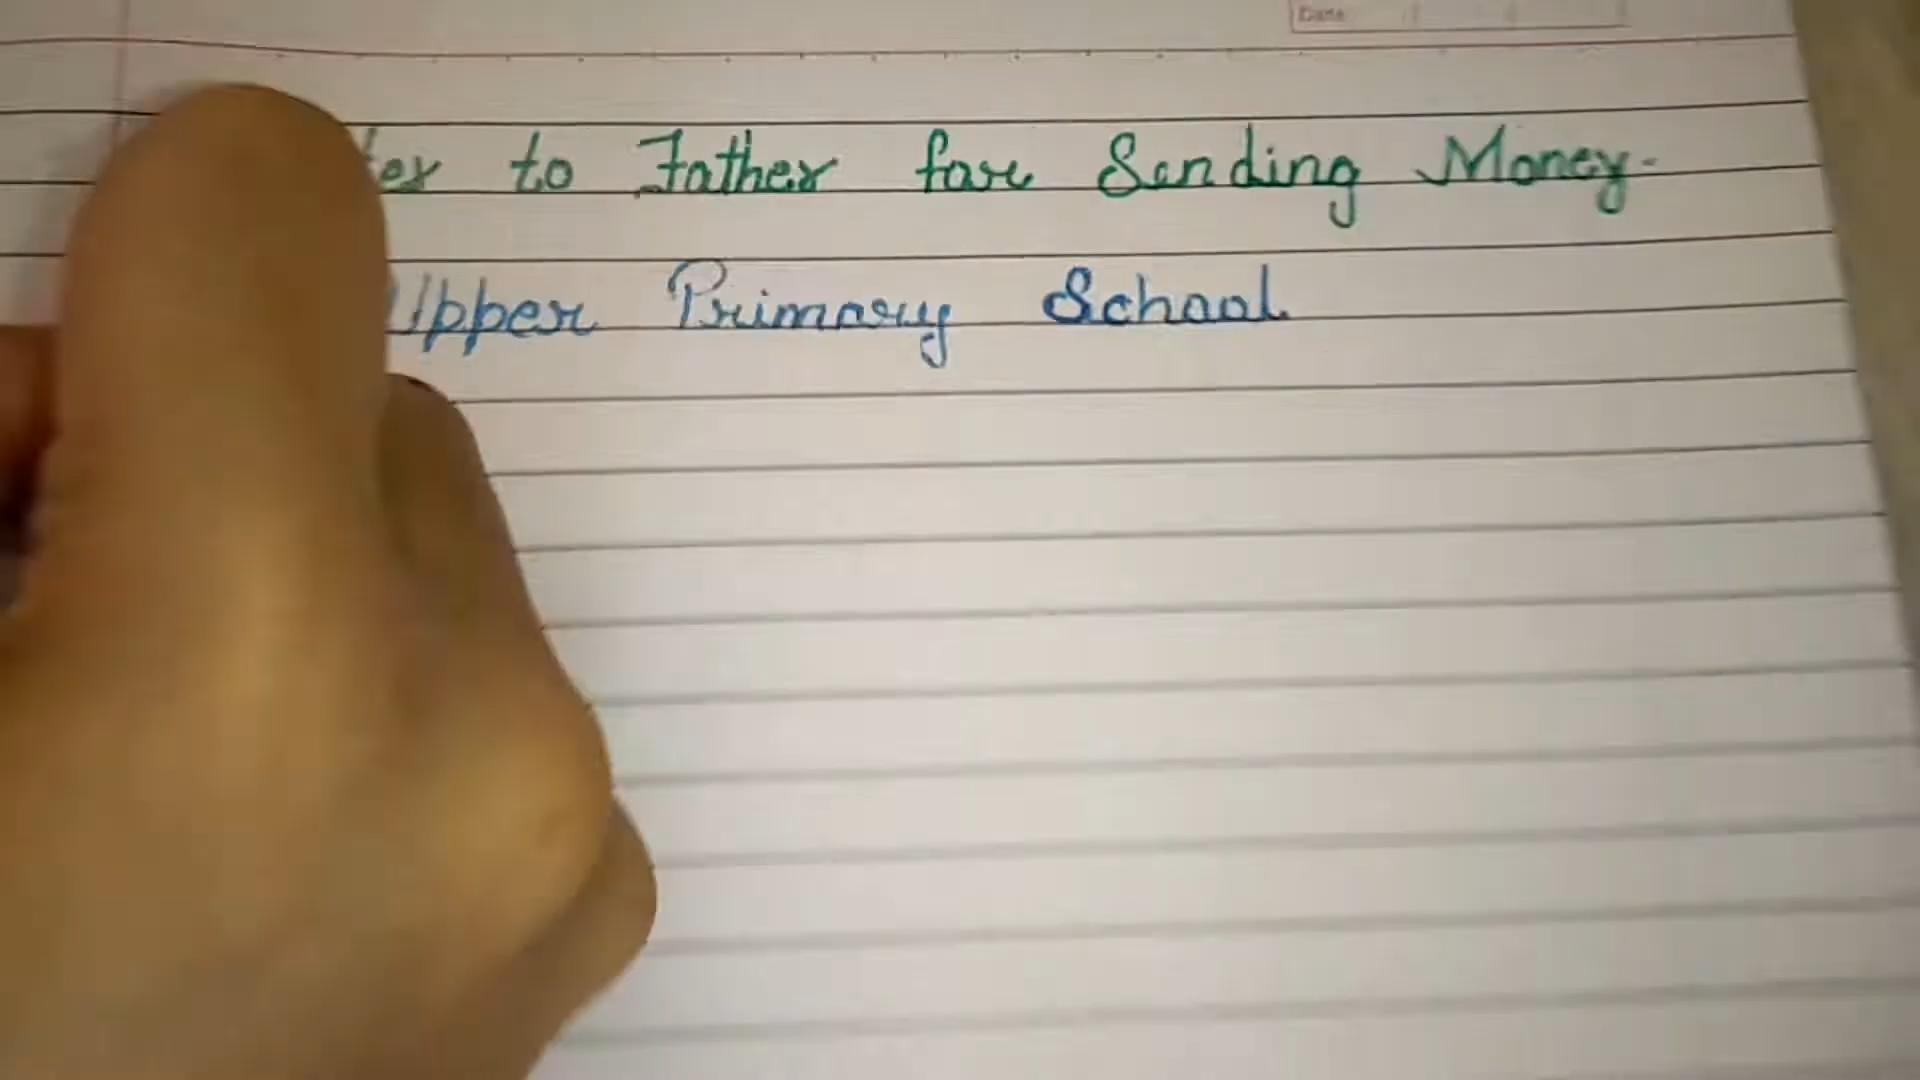 Date
to Father for Sending Money.
Upper Primary School